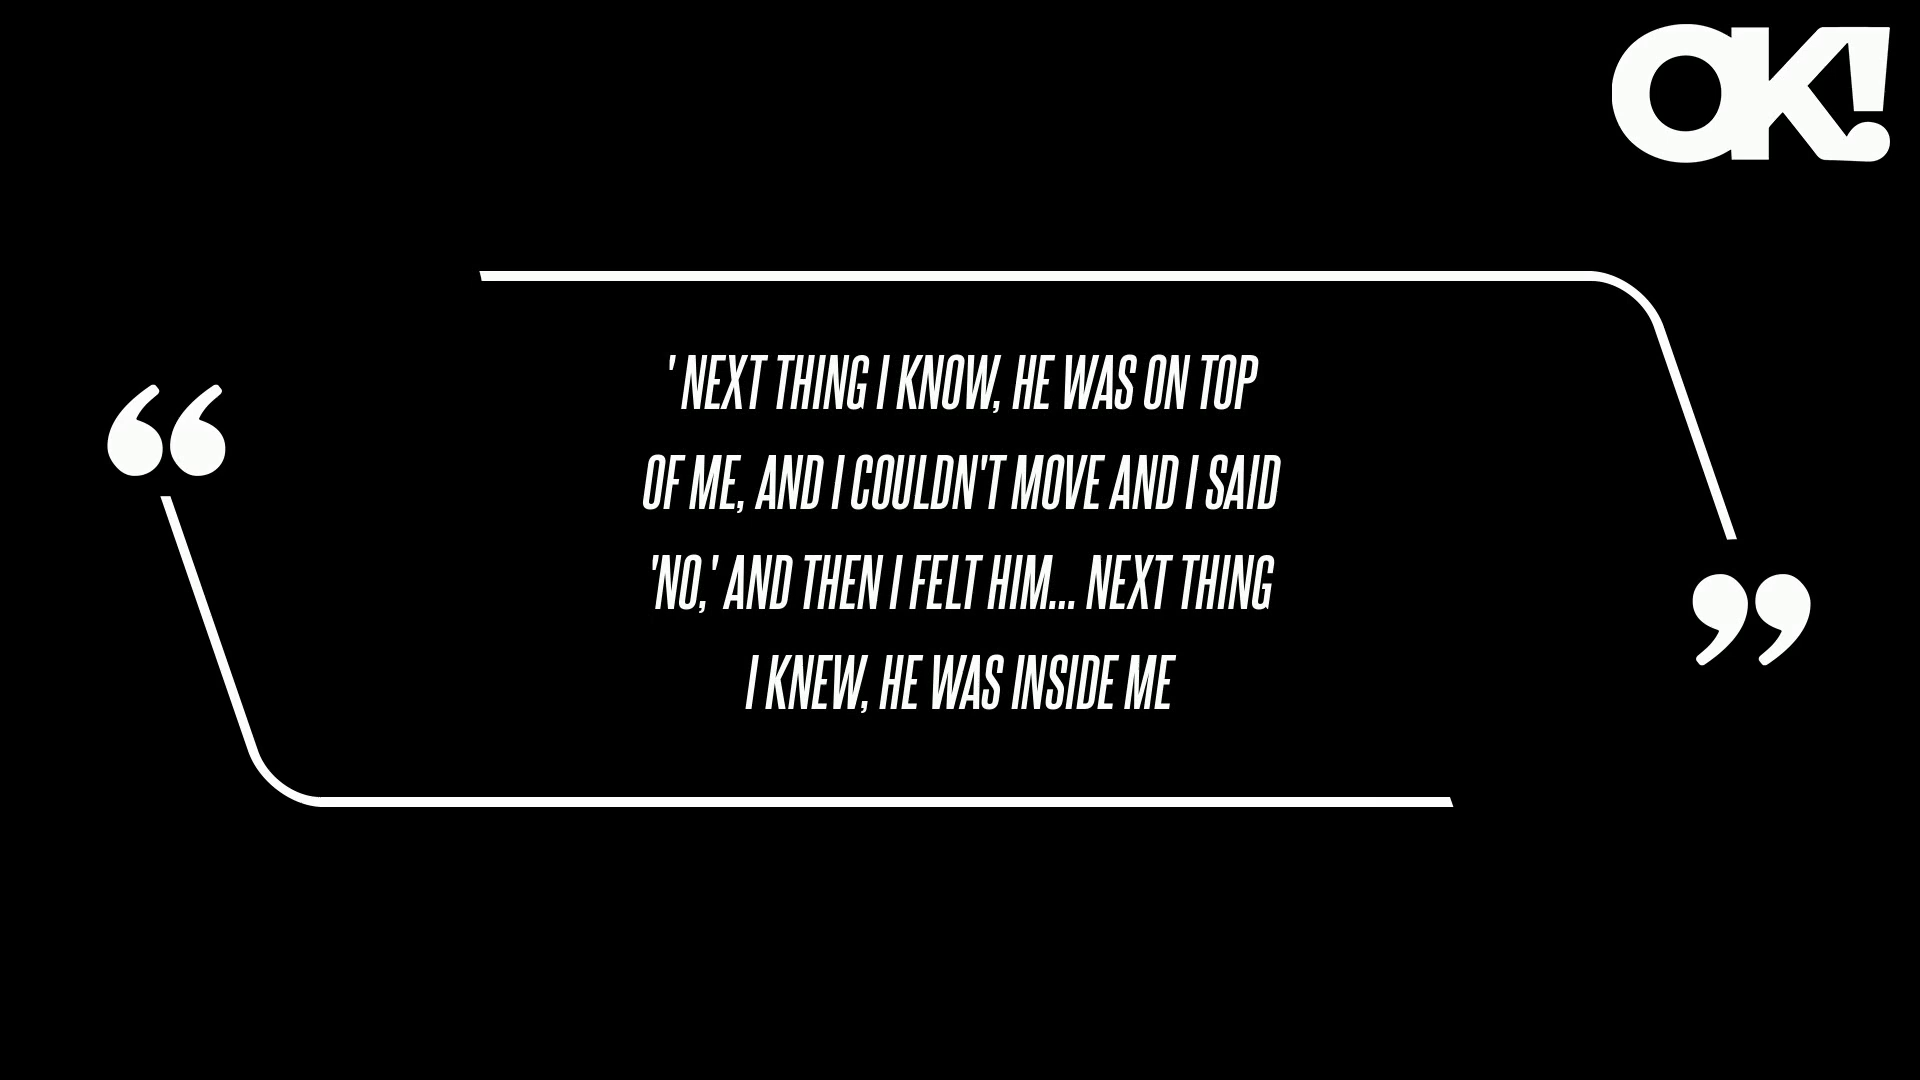 OK!
' NEXT THING I KNOW, HE WAS ON TOP
OF ME, AND I COULDN'T MOVE AND I SAID
'NO,' AND THEN I FELT HIM... NEXT THING
I KNEW, HE WAS INSIDE ME